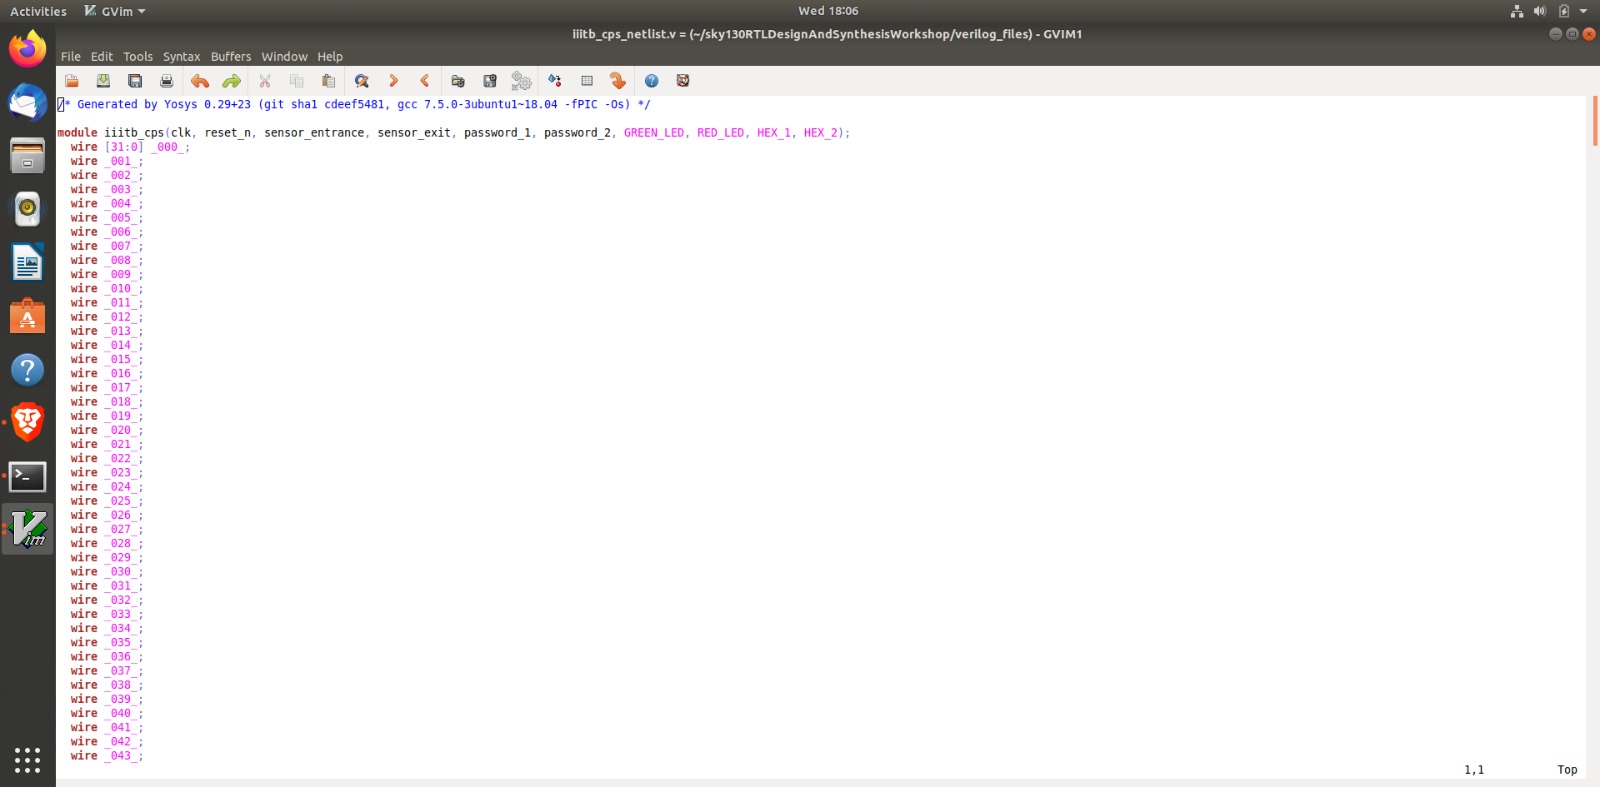 Activities GVim Wed 18:06
iiitb_cps_netlist.v = (~/sky130RTLDesignAndSynthesisWorkshop/verilog_files) - GVIM1
File Edit Tools Syntax Buffers Window Help
/* Generated by Yosys 0.29+23 (git sha1 cdeef5481, gcc 7.5.0-3ubuntu1~18.04 -fPIC -Os) */
module iiitb_cps(clk, reset_n, sensor_entrance, sensor_exit, password_1, password_2, GREEN_LED, RED_LED, HEX_1, HEX_2);
wire [31:0] _000_;
wire _001_;
wire _002_;
wire _003_;
wire _004_;
wire _005_;
wire _006_;
wire _007_;
wire _008_;
wire _009_;
wire _010_;
wire _011_;
wire _012_;
wire _013_;
wire _014_;
wire _015_;
wire _016_;
wire _017_;
wire _018_;
wire _019_;
wire _020_;
wire _021_;
wire _022_;
wire _023_;
wire _024_;
wire _025_;
wire _026_;
wire _027_;
wire _028_;
wire _029_;
wire _030_;
wire _031_;
wire _032_;
wire _033_;
wire _034_;
wire _035_;
wire _036_;
wire _037_;
wire _038_;
wire _039_;
wire _040_;
wire _041_;
wire _042_;
wire _043_;
1,1 Top